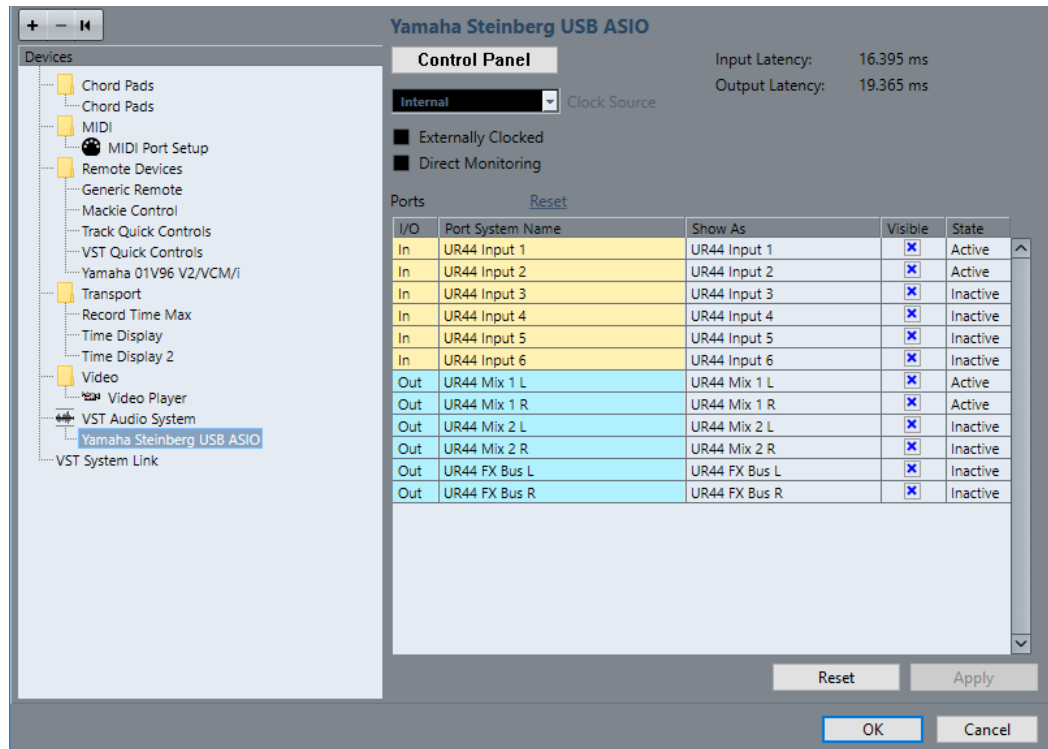 Devices
Chord Pads
Chord Pads
MIDI
MIDI Port Setup
Remote Devices
Generic Remote
Mackie Control
Track Quick Controls
VST Quick Controls
Yamaha 01V96 V2/VCM/i
Transport
Record Time Max
Time Display
Time Display 2
Video
Video Player
VST Audio System
Yamaha Steinberg USB ASIO
VST System Link
Yamaha Steinberg USB ASIO
Control Panel
Input Latency: 16.395 ms
Output Latency: 19.365 ms
Internal Clock Source
Externally Clocked
Direct Monitoring
Ports Reset
I/O Port System Name Show As Visible State
In UR44 Input 1 UR44 Input 1 Active
In UR44 Input 2 UR44 Input 2 Active
In UR44 Input 3 UR44 Input 3 Inactive
In UR44 Input 4 UR44 Input 4 Inactive
In UR44 Input 5 UR44 Input 5 Inactive
In UR44 Input 6 UR44 Input 6 Inactive
Out UR44 Mix 1 L UR44 Mix 1 L Active
Out UR44 Mix 1 R UR44 Mix 1 R Active
Out UR44 Mix 2 L UR44 Mix 2 L Inactive
Out UR44 Mix 2 R UR44 Mix 2 R Inactive
Out UR44 FX Bus L UR44 FX Bus L Inactive
Out UR44 FX Bus R UR44 FX Bus R Inactive
Reset Apply
OK Cancel